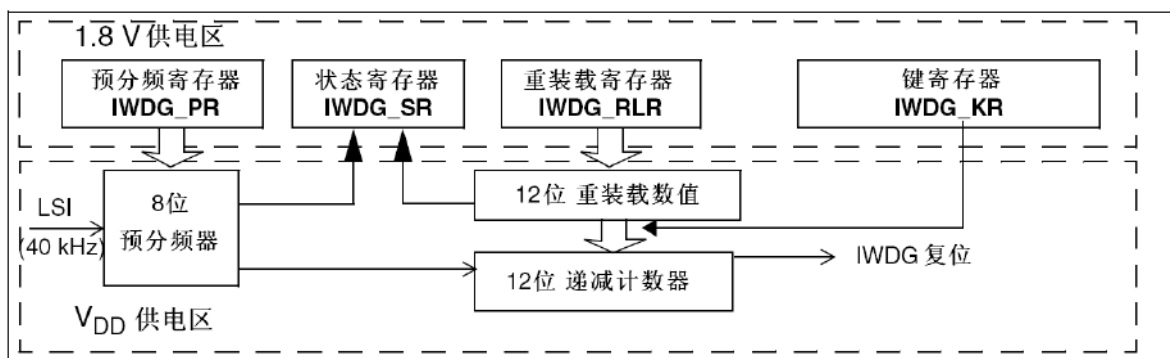 1.8 V 供电区
预分频寄存器
IWDG_PR
状态寄存器
IWDG_SR
重装载寄存器
IWDG_RLR
键寄存器
IWDG_KR
LSI
(40 kHz)
8位
预分频器
12位 重装载数值
12位 递减计数器
IWDG 复位
VDD 供电区